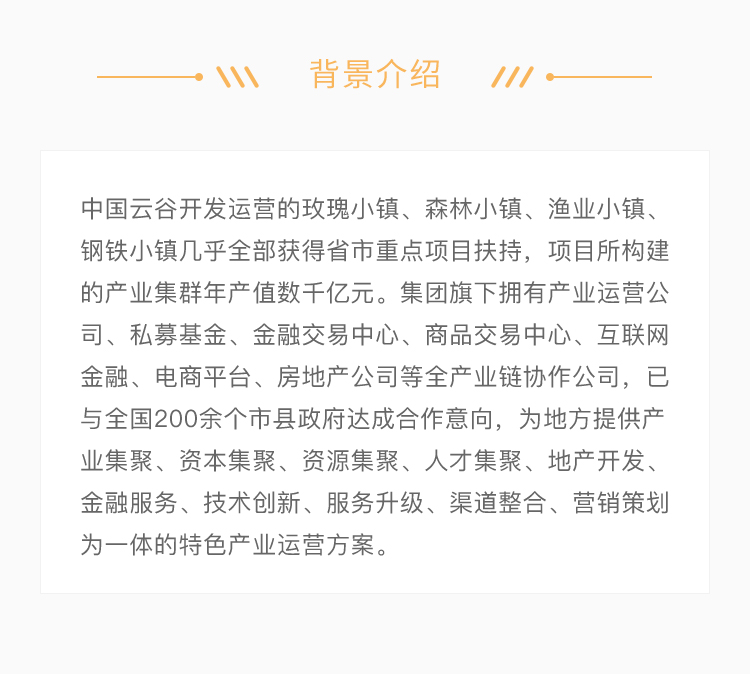 背景介绍
中国云谷开发运营的玫瑰小镇、森林小镇、渔业小镇、
钢铁小镇几乎全部获得省市重点项目扶持，项目所构建
的产业集群年产值数千亿元。集团旗下拥有产业运营公
司、私募基金、金融交易中心、商品交易中心、互联网
金融、电商平台、房地产公司等全产业链协作公司，已
与全国200余个市县政府达成合作意向，为地方提供产
业集聚、资本集聚、资源集聚、人才集聚、地产开发、
金融服务、技术创新、服务升级、渠道整合、营销策划
为一体的特色产业运营方案。